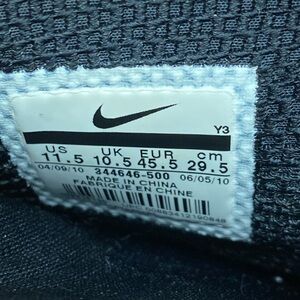 Y3
US UK EUR cm
11.5 10.5 45.5 29.5
04/09/10 344646-500 06/05/10
MADE IN CHINA
FABRIQUE EN CHINE